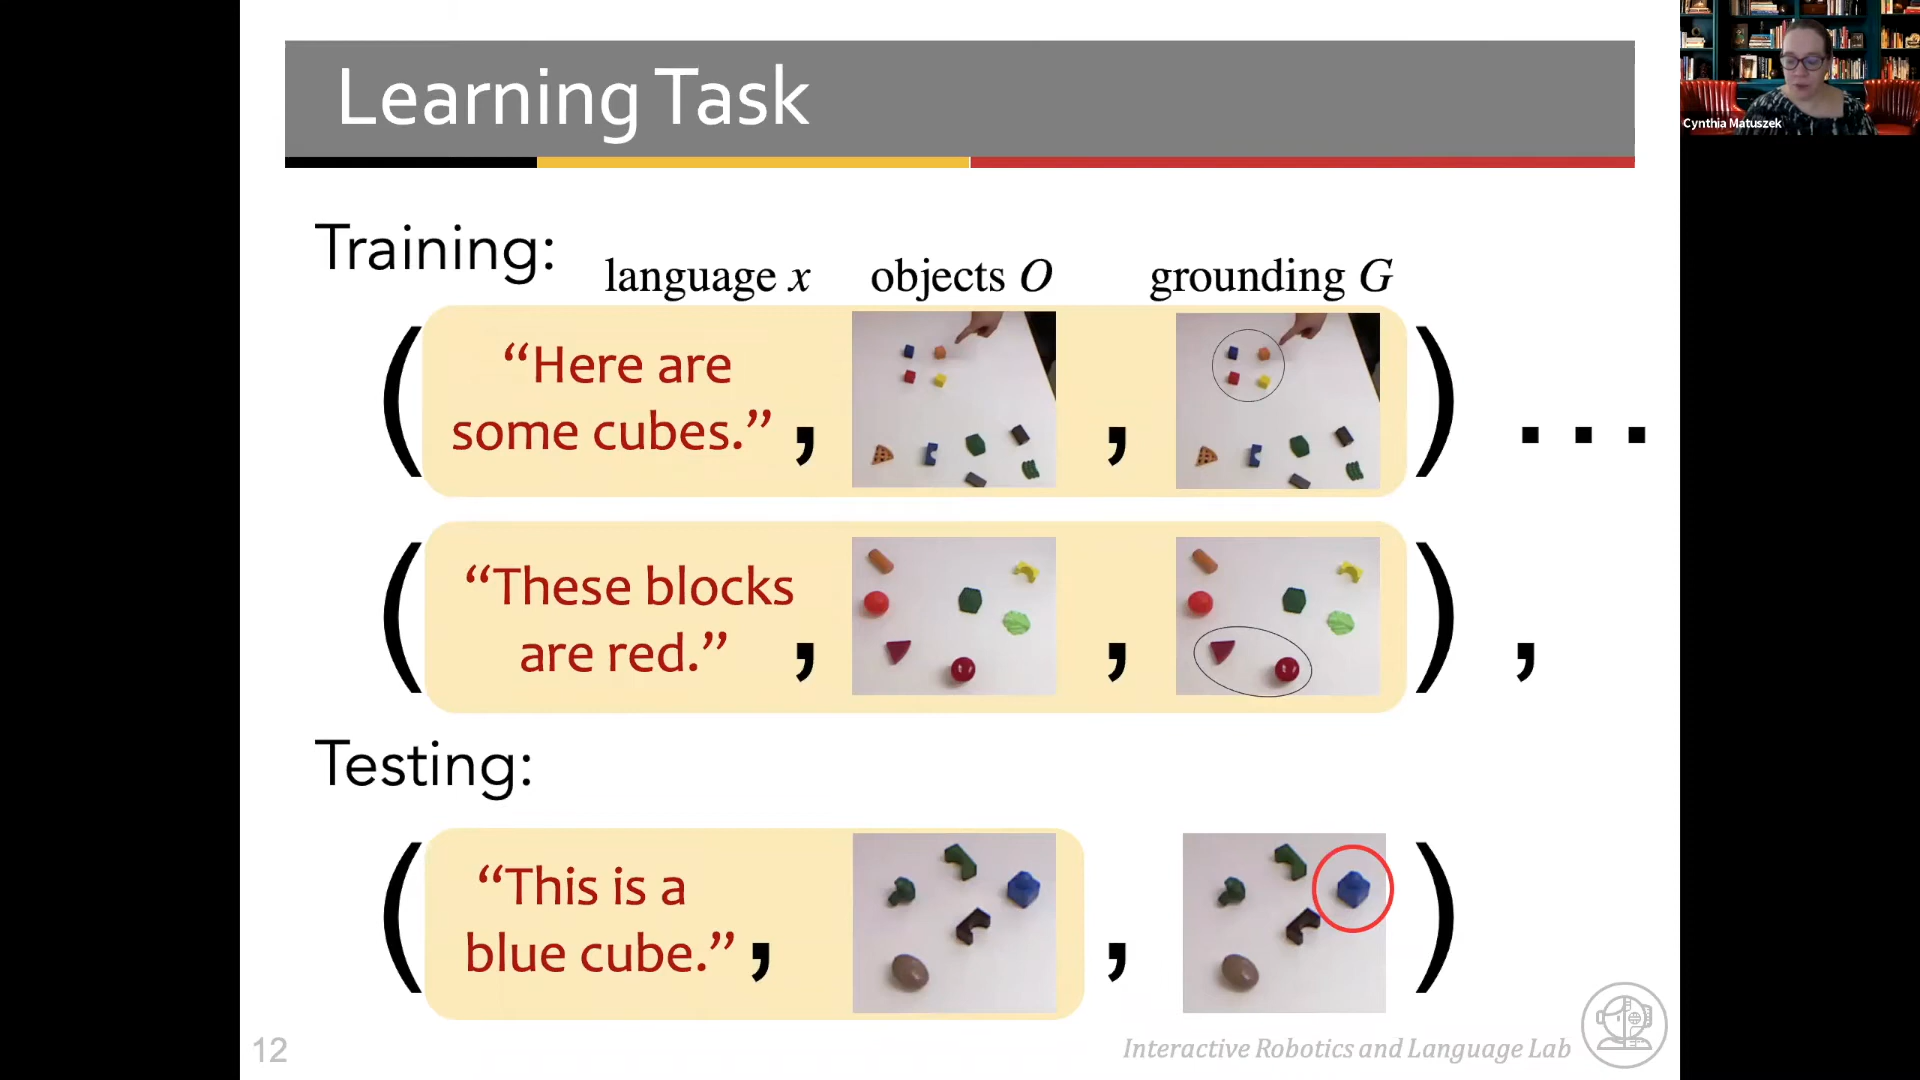 Learning Task
Cynthia Matuszek
Training:
language x
objects O
grounding G
(
“Here are
some cubes.” , , ) ...
(
“These blocks
are red.” , , ) ,
Testing:
(
“This is a
blue cube.” , , )
12
Interactive Robotics and Language Lab